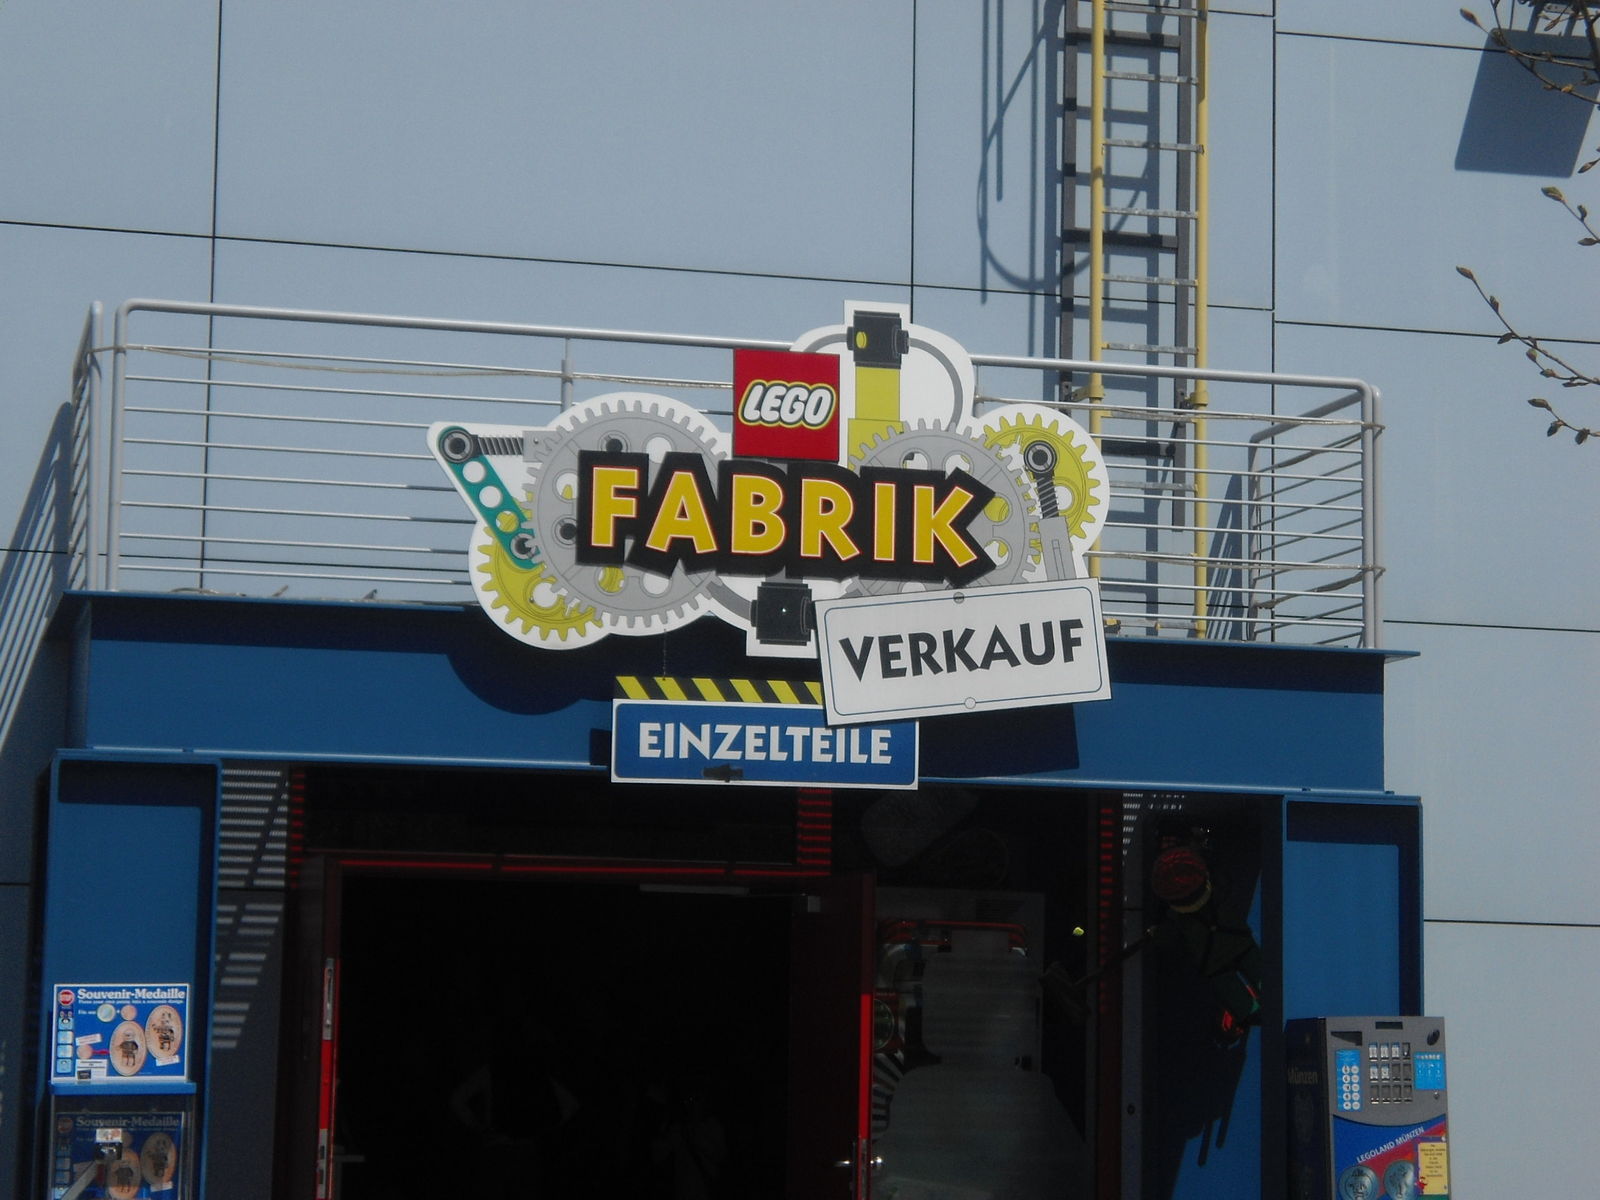 LEGO
FABRIK
VERKAUF
EINZELTEILE
Souvenir-Medaille
Souvenir-Medaille
Münzen
LEGOLAND MÜNZEN